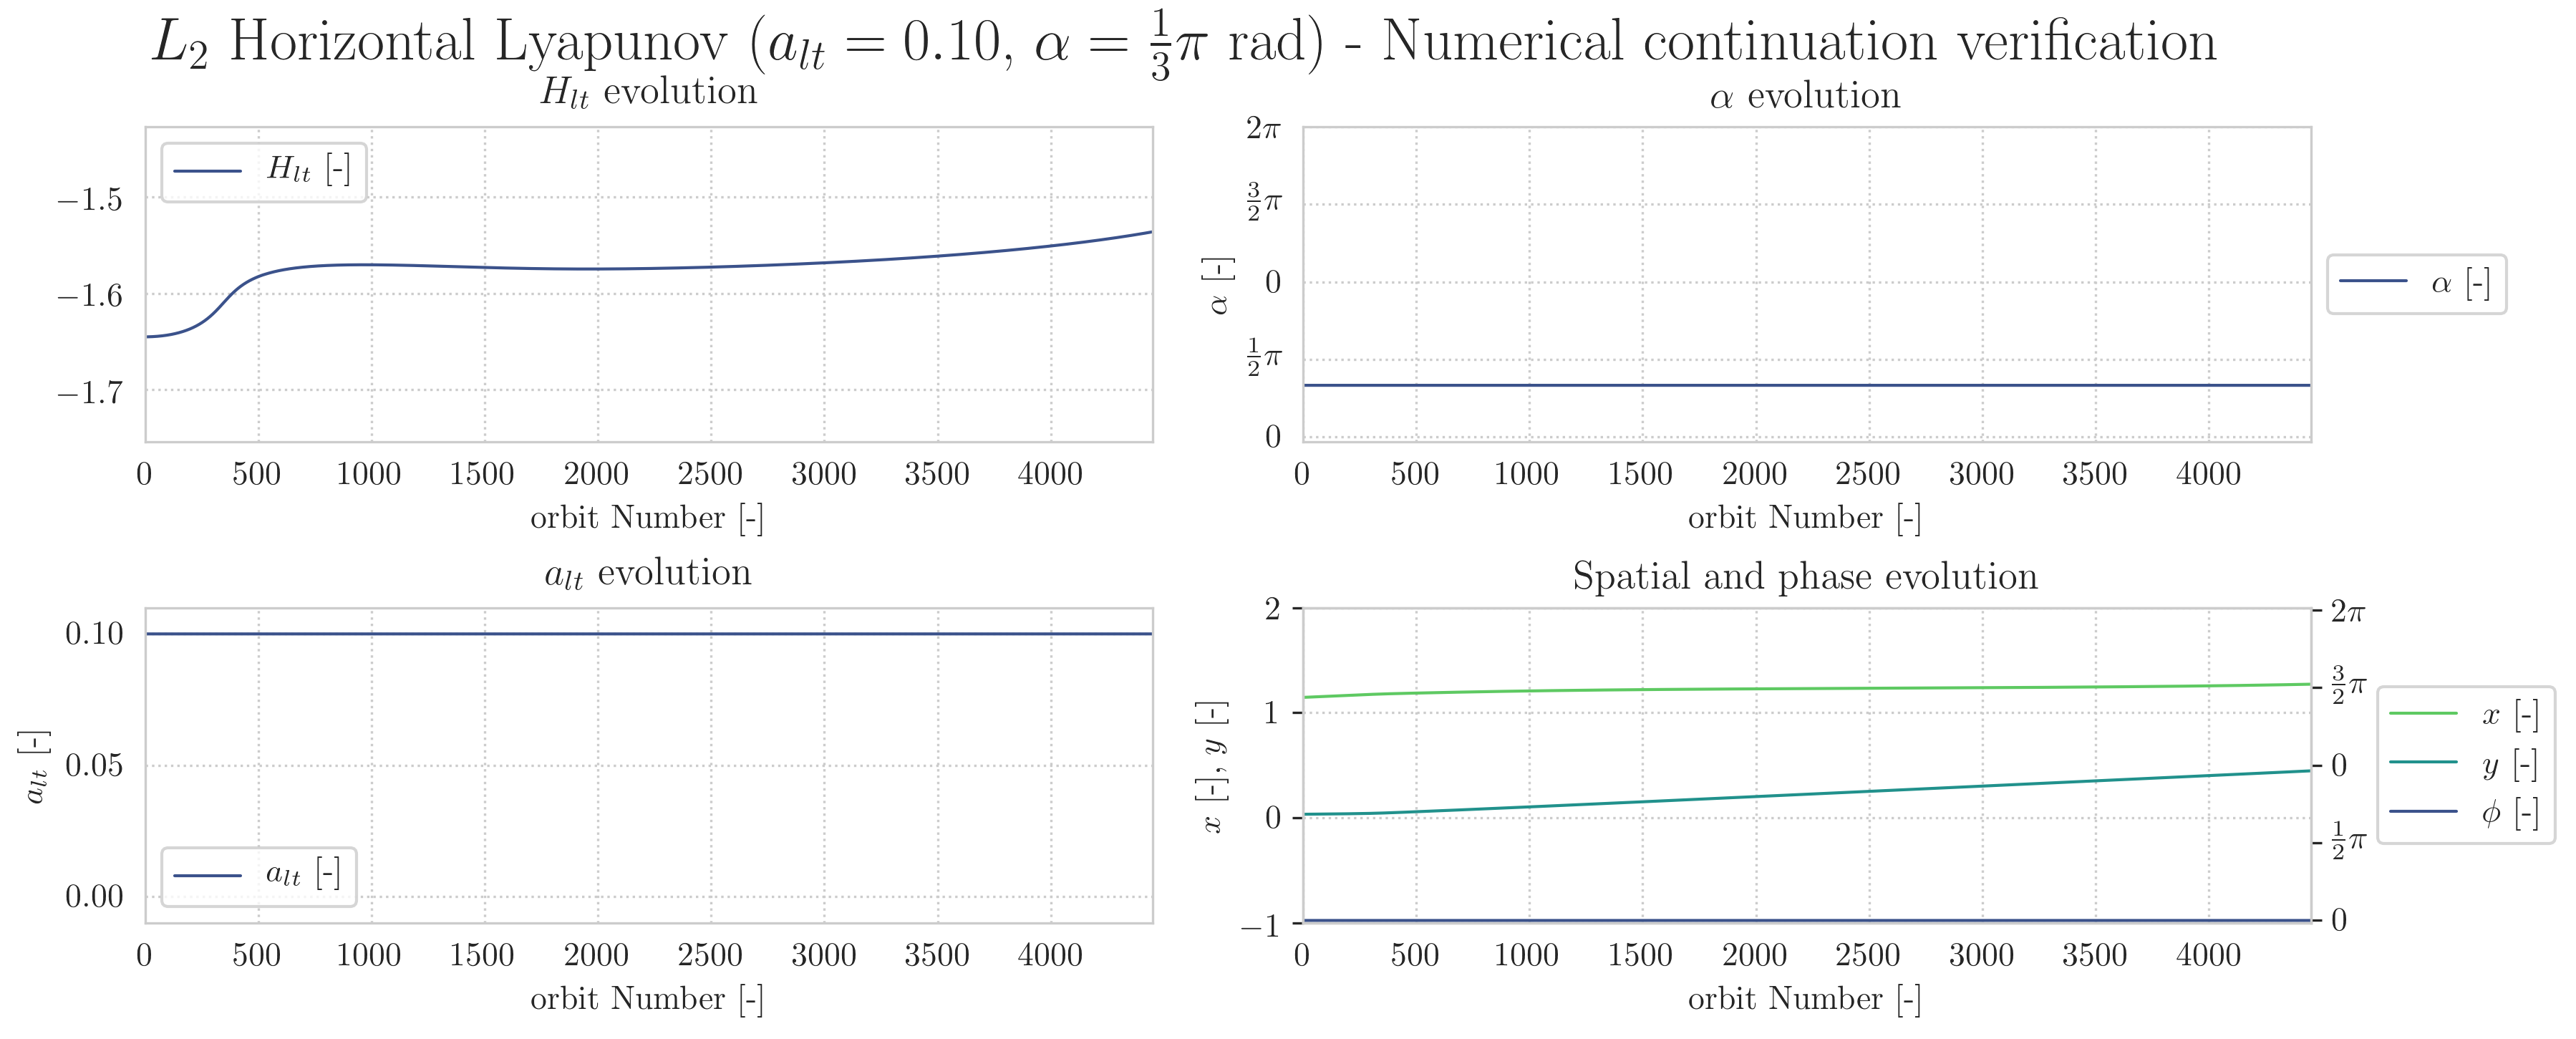 L₂ Horizontal Lyapunov (aₗₜ = 0.10, α = ⅓π rad) - Numerical continuation verification
Hₗₜ evolution
Hₗₜ [-]
−1.5
−1.6
−1.7
0 500 1000 1500 2000 2500 3000 3500 4000
orbit Number [-]
α evolution
α [-]
2π
3/2π
0
1/2π
0
0 500 1000 1500 2000 2500 3000 3500 4000
orbit Number [-]
α [-]
aₗₜ evolution
aₗₜ [-]
0.10
0.05
0.00
aₗₜ [-]
0 500 1000 1500 2000 2500 3000 3500 4000
orbit Number [-]
Spatial and phase evolution
x [-], y [-]
2
1
0
−1
2π
3/2π
0
1/2π
0
0 500 1000 1500 2000 2500 3000 3500 4000
orbit Number [-]
x [-]
y [-]
ϕ [-]